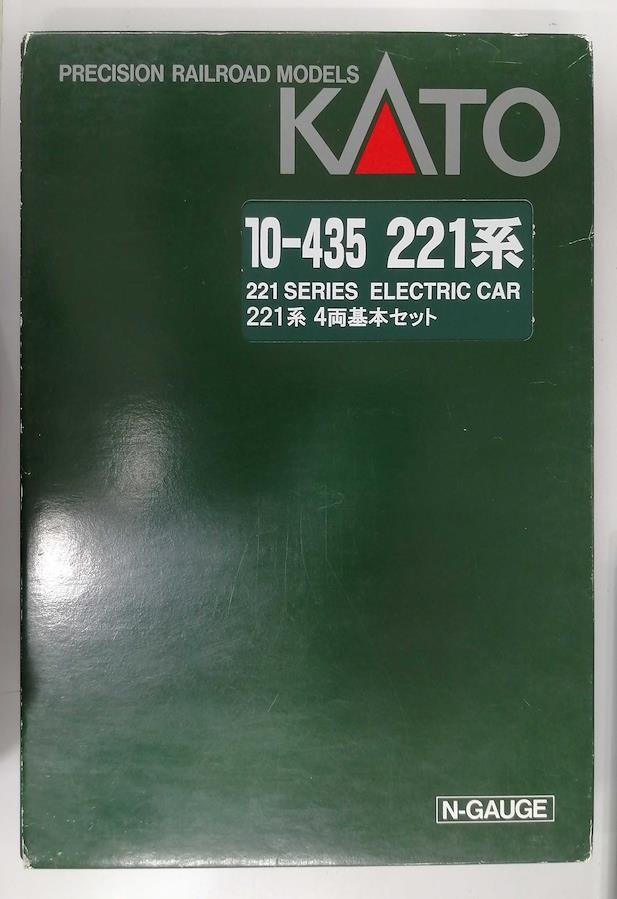 PRECISION RAILROAD MODELS
KATO
10-435 221系
221 SERIES ELECTRIC CAR
221系 4両基本セット
N-GAUGE